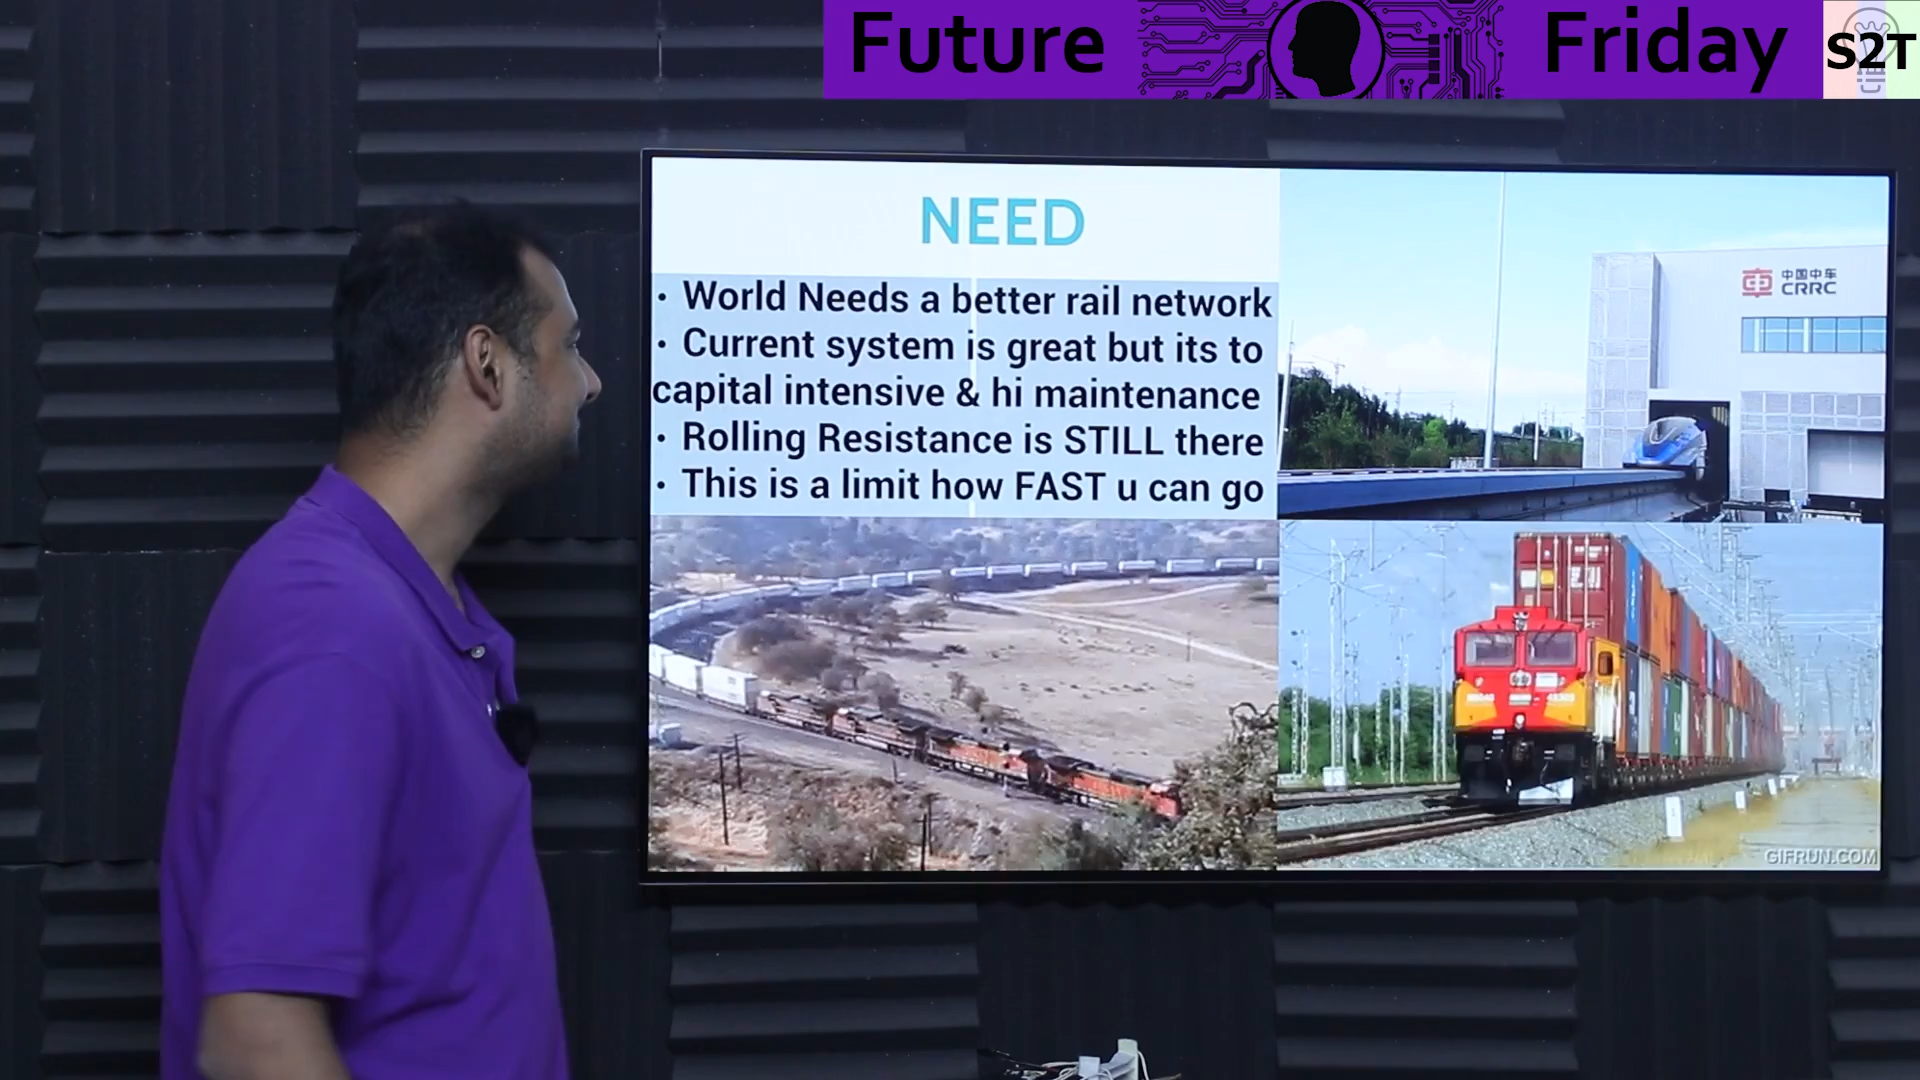 Future Friday
S2T
NEED
• World Needs a better rail network
• Current system is great but its to
capital intensive & hi maintenance
• Rolling Resistance is STILL there
• This is a limit how FAST u can go
中国中车
CRRC
GIFRUN.COM